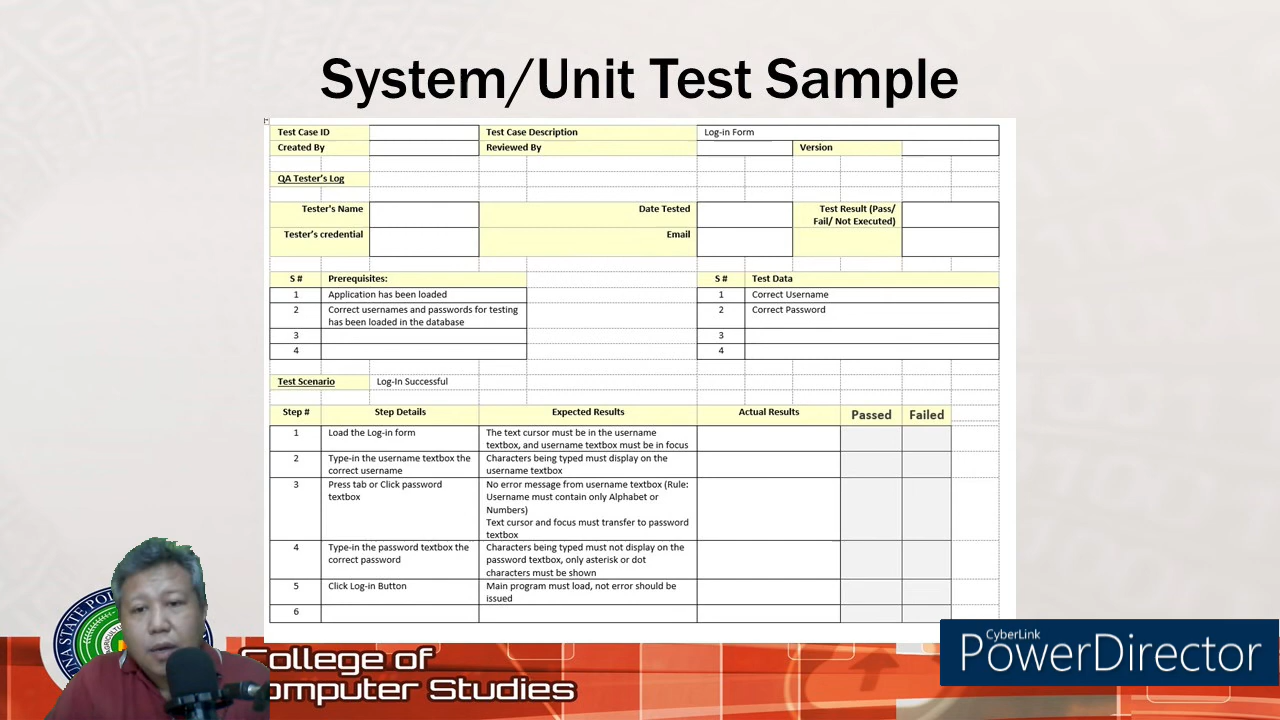 System/Unit Test Sample
Test Case ID Test Case Description Log-in Form
Created By Reviewed By Version
QA Tester's Log
Tester's Name Date Tested Test Result (Pass/
Fail/ Not Executed)
Tester's credential Email
S # Prerequisites: S # Test Data
1 Application has been loaded 1 Correct Username
2 Correct usernames and passwords for testing 2 Correct Password
has been loaded in the database
3 3
4 4
Test Scenario Log-In Successful
Step # Step Details Expected Results Actual Results Passed Failed
1 Load the Log-in form The text cursor must be in the username
textbox, and username textbox must be in focus
2 Type-in the username textbox the Characters being typed must display on the
correct username username textbox
3 Press tab or Click password No error message from username textbox (Rule:
textbox Username must contain only Alphabet or
Numbers)
Text cursor and focus must transfer to password
textbox
4 Type-in the password textbox the Characters being typed must not display on the
correct password password textbox, only asterisk or dot
characters must be shown
5 Click Log-in Button Main program must load, not error should be
issued
6
College of
omputer Studies
CyberLink
PowerDirector